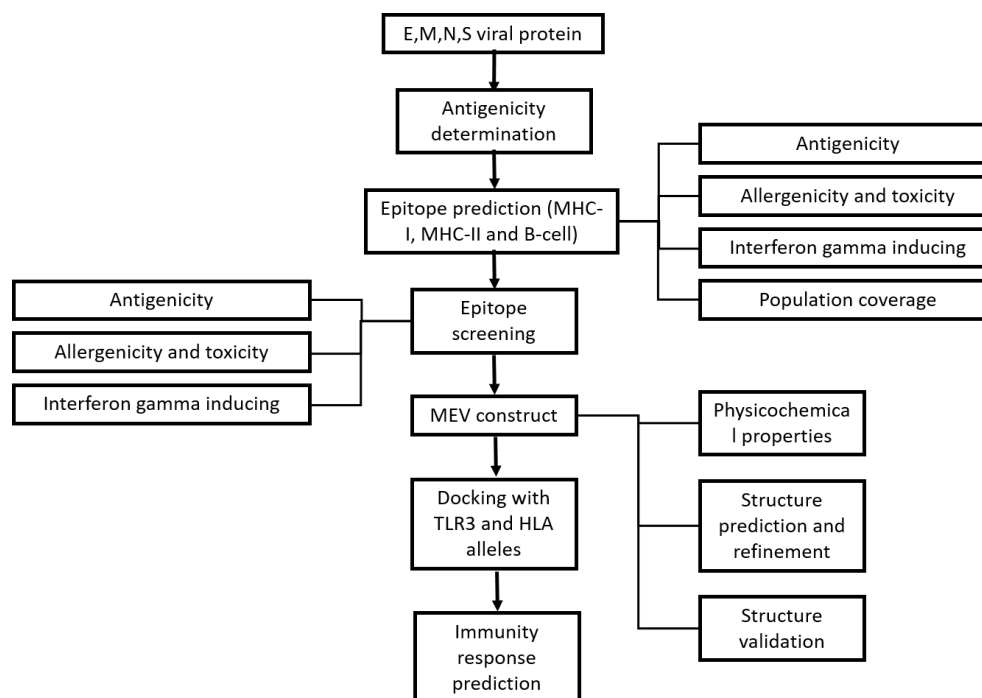 E,M,N,S viral protein
Antigenicity
determination
Epitope prediction (MHC-
I, MHC-II and B-cell)
Antigenicity
Allergenicity and toxicity
Interferon gamma inducing
Population coverage
Epitope
screening
Antigenicity
Allergenicity and toxicity
Interferon gamma inducing
MEV construct
Physicochemica
l properties
Structure
prediction and
refinement
Structure
validation
Docking with
TLR3 and HLA
alleles
Immunity
response
prediction